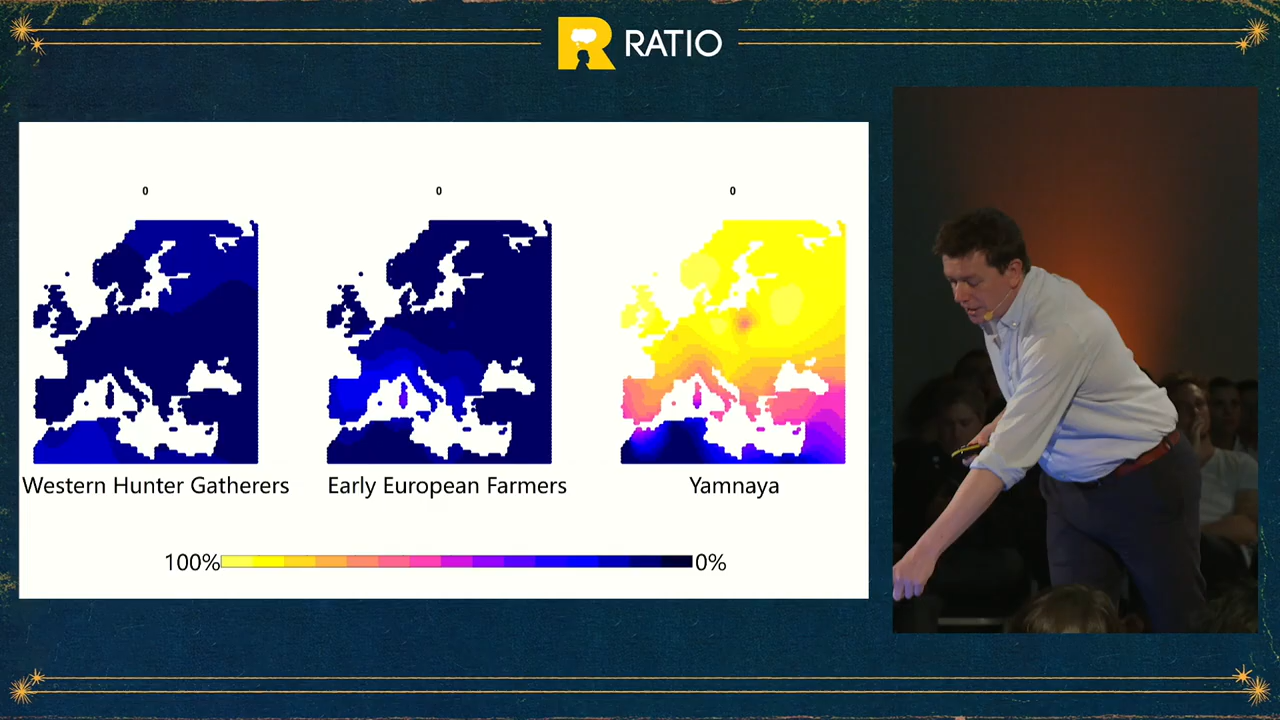 RATIO
0
0
0
Western Hunter Gatherers
Early European Farmers
Yamnaya
100%
0%